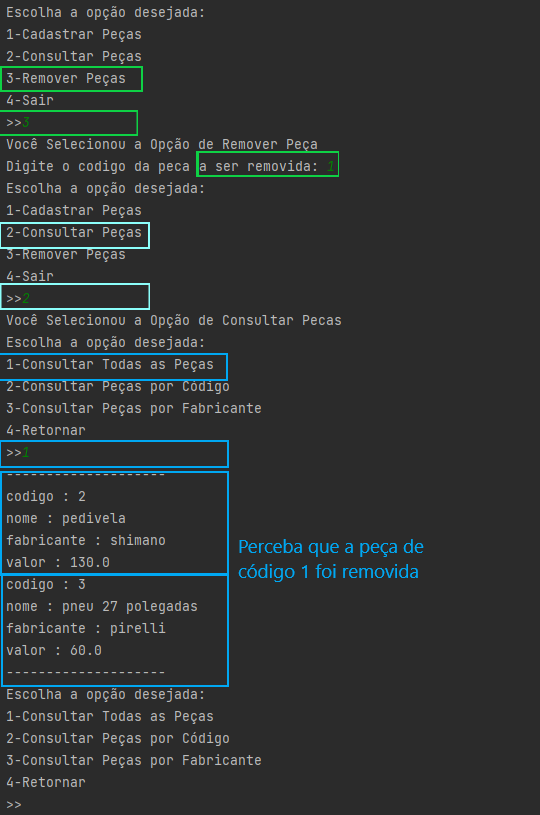 Escolha a opção desejada:
1-Cadastrar Peças
2-Consultar Peças
3-Remover Peças
4-Sair
>>3
Você Selecionou a Opção de Remover Peça
Digite o codigo da peca a ser removida: 1
Escolha a opção desejada:
1-Cadastrar Peças
2-Consultar Peças
3-Remover Peças
4-Sair
>>2
Você Selecionou a Opção de Consultar Pecas
Escolha a opção desejada:
1-Consultar Todas as Peças
2-Consultar Peças por Código
3-Consultar Peças por Fabricante
4-Retornar
>>1
--------------------
codigo : 2
nome : pedivela
fabricante : shimano
valor : 130.0
Perceba que a peça de
código 1 foi removida
codigo : 3
nome : pneu 27 polegadas
fabricante : pirelli
valor : 60.0
--------------------
Escolha a opção desejada:
1-Consultar Todas as Peças
2-Consultar Peças por Código
3-Consultar Peças por Fabricante
4-Retornar
>>